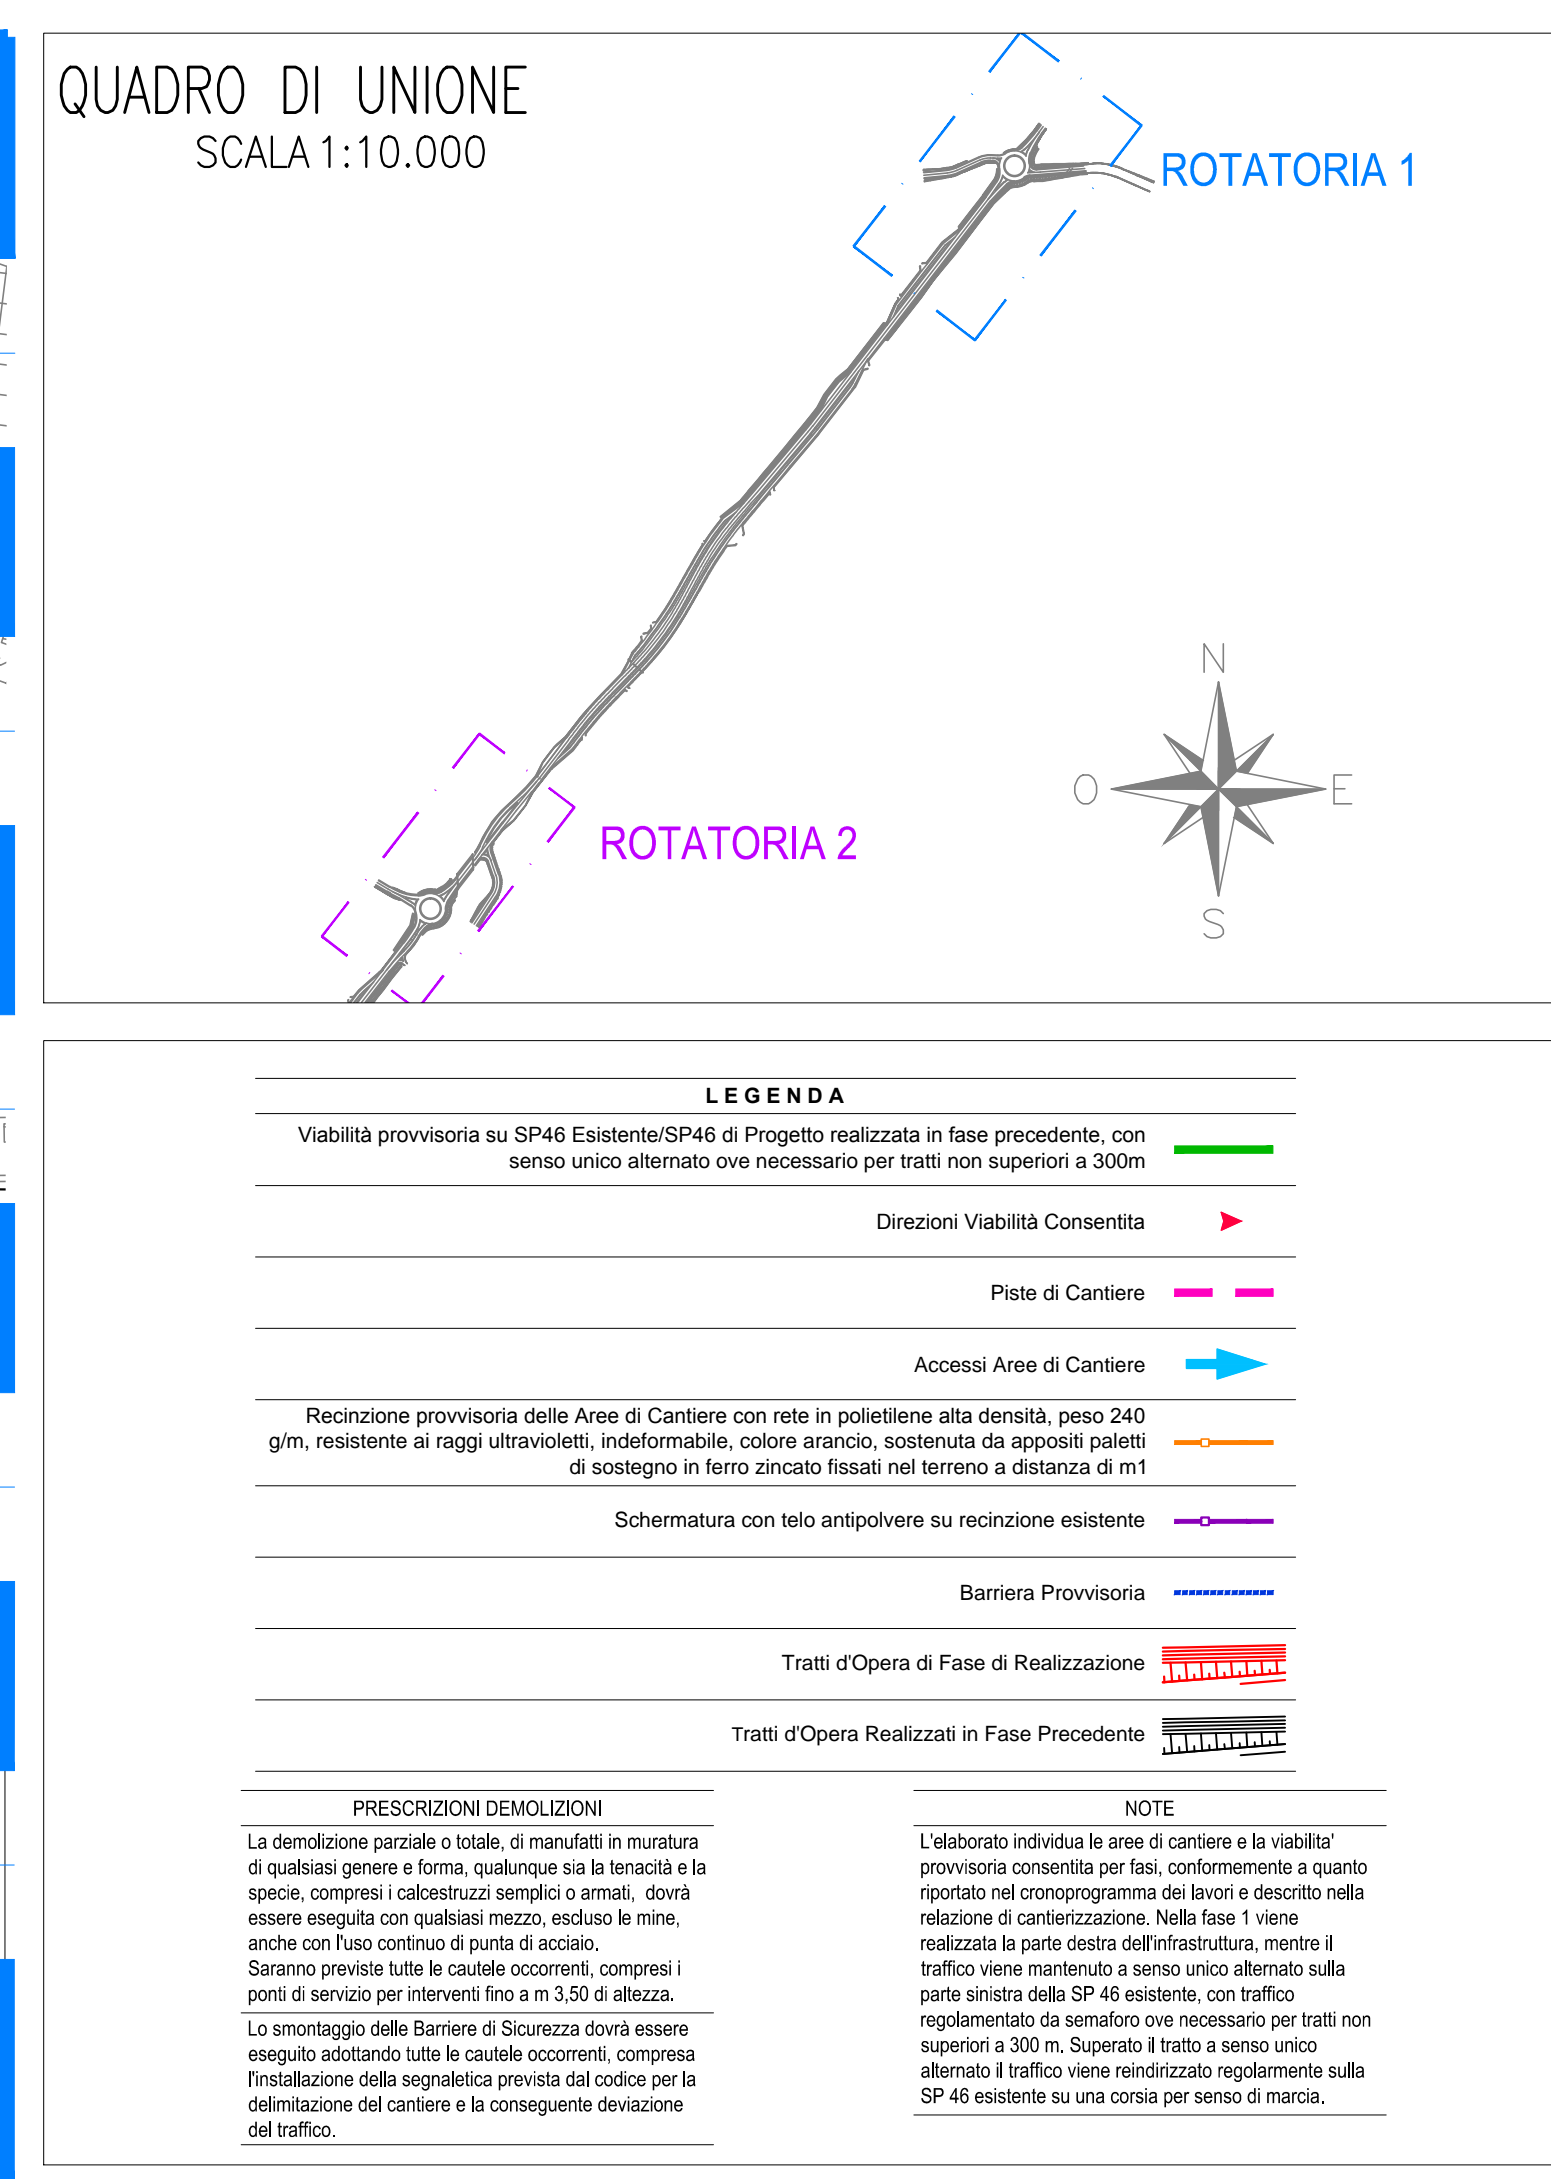 QUADRO DI UNIONE
SCALA 1:10.000
ROTATORIA 1
N
O
E
S
ROTATORIA 2
LEGENDA
Viabilità provvisoria su SP46 Esistente/SP46 di Progetto realizzata in fase precedente, con
senso unico alternato ove necessario per tratti non superiori a 300m
Direzioni Viabilità Consentita
Piste di Cantiere
Accessi Aree di Cantiere
Recinzione provvisoria delle Aree di Cantiere con rete in polietilene alta densità, peso 240
g/m, resistente ai raggi ultravioletti, indeformabile, colore arancio, sostenuta da appositi paletti
di sostegno in ferro zincato fissati nel terreno a distanza di m1
Schermatura con telo antipolvere su recinzione esistente
Barriera Provvisoria
Tratti d'Opera di Fase di Realizzazione
Tratti d'Opera Realizzati in Fase Precedente
PRESCRIZIONI DEMOLIZIONI
La demolizione parziale o totale, di manufatti in muratura
di qualsiasi genere e forma, qualunque sia la tenacità e la
specie, compresi i calcestruzzi semplici o armati, dovrà
essere eseguita con qualsiasi mezzo, escluso le mine,
anche con l'uso continuo di punta di acciaio.
Saranno previste tutte le cautele occorrenti, compresi i
ponti di servizio per interventi fino a m 3,50 di altezza.
Lo smontaggio delle Barriere di Sicurezza dovrà essere
eseguito adottando tutte le cautele occorrenti, compresa
l'installazione della segnaletica prevista dal codice per la
delimitazione del cantiere e la conseguente deviazione
del traffico.
NOTE
L'elaborato individua le aree di cantiere e la viabilita'
provvisoria consentita per fasi, conformemente a quanto
riportato nel cronoprogramma dei lavori e descritto nella
relazione di cantierizzazione. Nella fase 1 viene
realizzata la parte destra dell'infrastruttura, mentre il
traffico viene mantenuto a senso unico alternato sulla
parte sinistra della SP 46 esistente, con traffico
regolamentato da semaforo ove necessario per tratti non
superiori a 300 m. Superato il tratto a senso unico
alternato il traffico viene reindirizzato regolarmente sulla
SP 46 esistente su una corsia per senso di marcia.